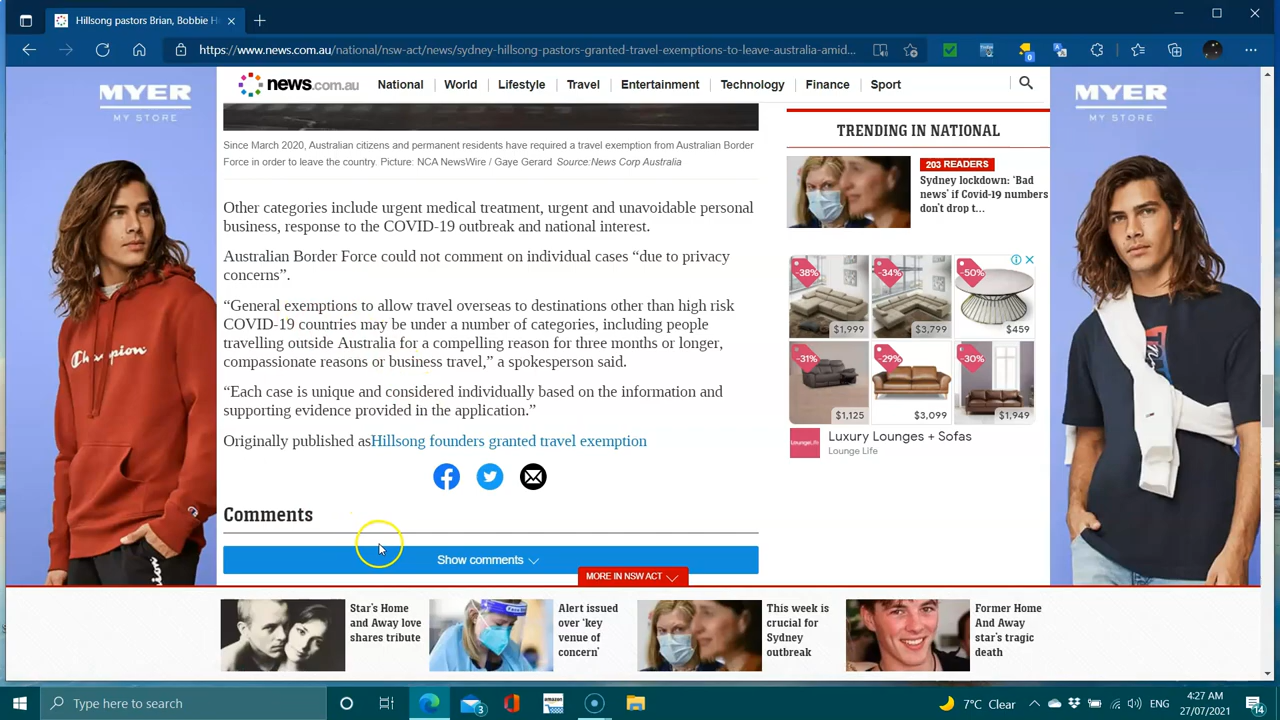 Hillsong pastors Brian, Bobbie H
https://www.news.com.au/national/nsw-act/news/sydney-hillsong-pastors-granted-travel-exemptions-to-leave-australia-amid...
0
news.com.au
National
World
Lifestyle
Travel
Entertainment
Technology
Finance
Sport
MYER
MY STORE
Champion
Since March 2020, Australian citizens and permanent residents have required a travel exemption from Australian Border
Force in order to leave the country. Picture: NCA NewsWire / Gaye Gerard Source:News Corp Australia
Other categories include urgent medical treatment, urgent and unavoidable personal
business, response to the COVID-19 outbreak and national interest.
Australian Border Force could not comment on individual cases “due to privacy
concerns”.
“General exemptions to allow travel overseas to destinations other than high risk
COVID-19 countries may be under a number of categories, including people
travelling outside Australia for a compelling reason for three months or longer,
compassionate reasons or business travel,” a spokesperson said.
“Each case is unique and considered individually based on the information and
supporting evidence provided in the application.”
Originally published asHillsong founders granted travel exemption
Comments
Show comments
TRENDING IN NATIONAL
203 READERS
Sydney lockdown: ‘Bad
news’ if Covid-19 numbers
don’t drop t...
-38%
$1,999
-34%
$3,799
-50%
$459
-31%
$1,125
-29%
$3,099
-30%
$1,949
Luxury Lounges + Sofas
Lounge Life
MYER
MY STORE
MORE IN NSW ACT
Star’s Home
and Away love
shares tribute
Alert issued
over ‘key
venue of
concern’
This week is
crucial for
Sydney
outbreak
Former Home
And Away
star’s tragic
death
Type here to search
3
amazon
7°C Clear
ENG
4:27 AM
27/07/2021
14